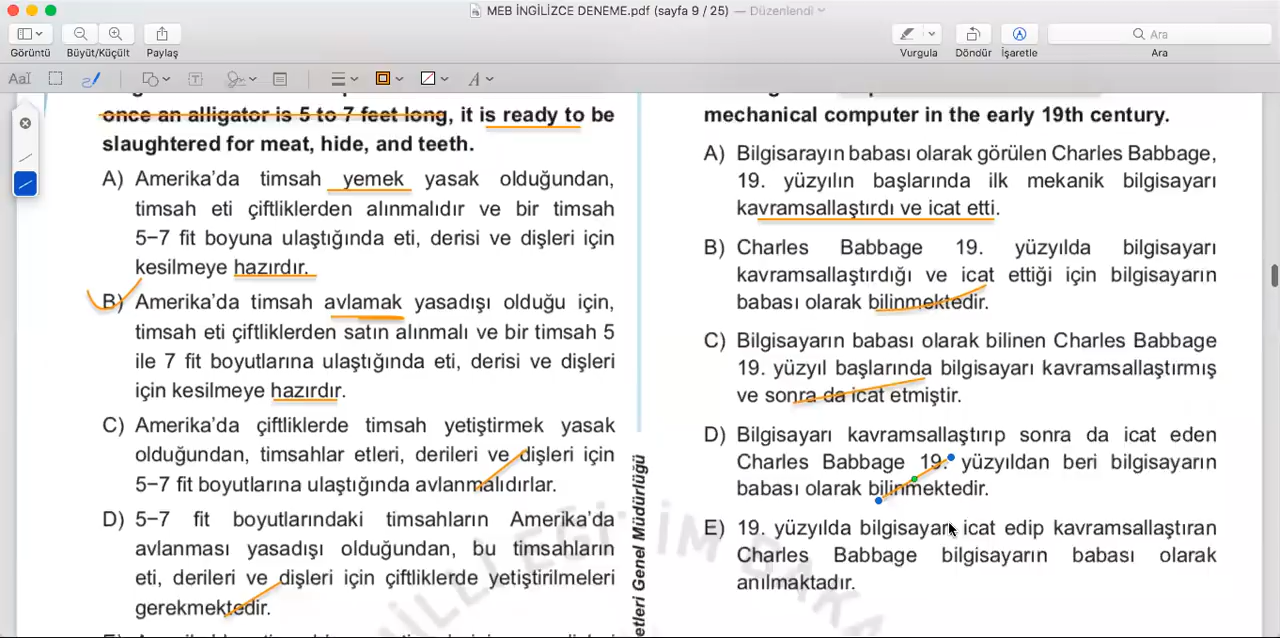 MEB İNGİLİZCE DENEME.pdf (sayfa 9 / 25) — Düzenlendi
Görüntü
Büyüt/Küçült
Paylaş
Vurgula
Döndür
İşaretle
Ara
Ara
AaI
T
A
once an alligator is 5 to 7 feet long, it is ready to be
slaughtered for meat, hide, and teeth.
A) Amerika'da timsah yemek yasak olduğundan,
timsah eti çiftliklerden alınmalıdır ve bir timsah
5−7 fit boyuna ulaştığında eti, derisi ve dişleri için
kesilmeye hazırdır.
B) Amerika'da timsah avlamak yasadışı olduğu için,
timsah eti çiftliklerden satın alınmalı ve bir timsah 5
ile 7 fit boyutlarına ulaştığında eti, derisi ve dişleri
için kesilmeye hazırdır.
C) Amerika'da çiftliklerde timsah yetiştirmek yasak
olduğundan, timsahlar etleri, derileri ve dişleri için
5−7 fit boyutlarına ulaştığında avlanmalıdırlar.
D) 5−7 fit boyutlarındaki timsahların Amerika'da
avlanması yasadışı olduğundan, bu timsahların
eti, derileri ve dişleri için çiftliklerde yetiştirilmeleri
gerekmektedir.
mechanical computer in the early 19th century.
A) Bilgisarayın babası olarak görülen Charles Babbage,
19. yüzyılın başlarında ilk mekanik bilgisayarı
kavramsallaştırdı ve icat etti.
B) Charles Babbage 19. yüzyılda bilgisayarı
kavramsallaştırdığı ve icat ettiği için bilgisayarın
babası olarak bilinmektedir.
C) Bilgisayarın babası olarak bilinen Charles Babbage
19. yüzyıl başlarında bilgisayarı kavramsallaştırmış
ve sonra da icat etmiştir.
D) Bilgisayarı kavramsallaştırıp sonra da icat eden
Charles Babbage 19. yüzyıldan beri bilgisayarın
babası olarak bilinmektedir.
E) 19. yüzyılda bilgisayarı icat edip kavramsallaştıran
Charles Babbage bilgisayarın babası olarak
anılmaktadır.
etleri Genel Müdürlüğü
MİLLİ EĞİTİM BAKA